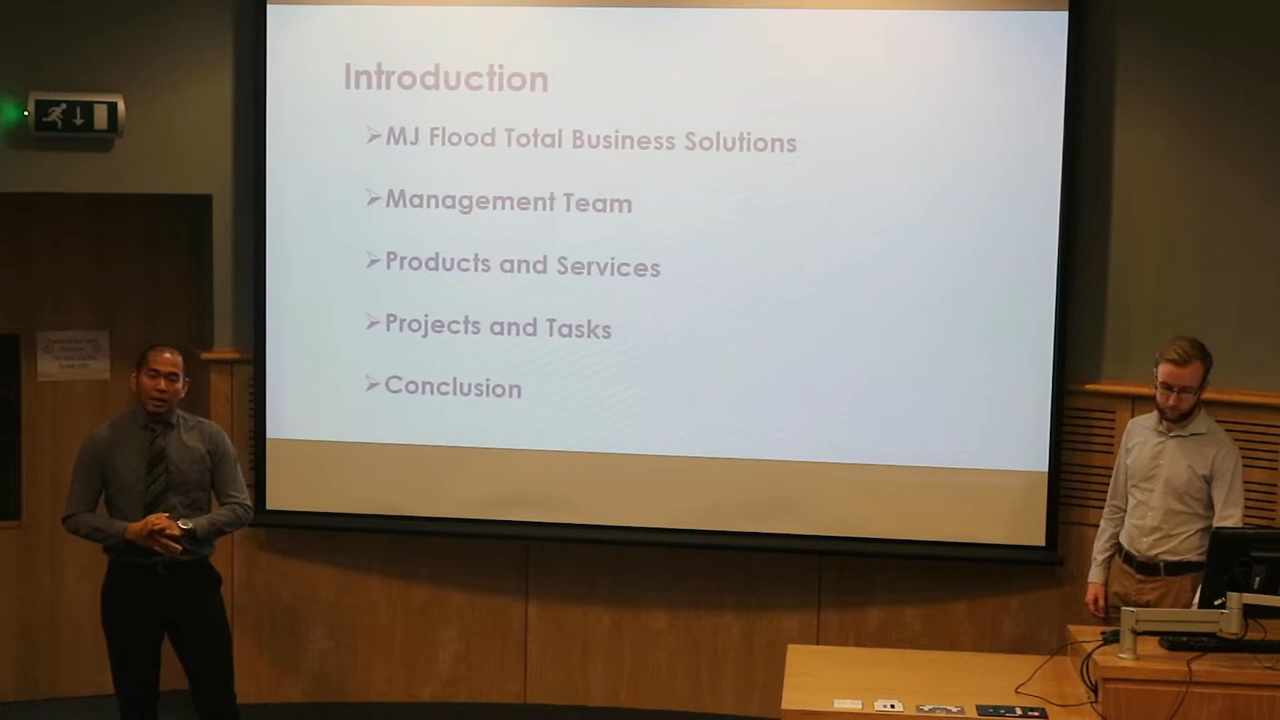 Introduction
➢MJ Flood Total Business Solutions
➢Management Team
➢Products and Services
➢Projects and Tasks
➢Conclusion